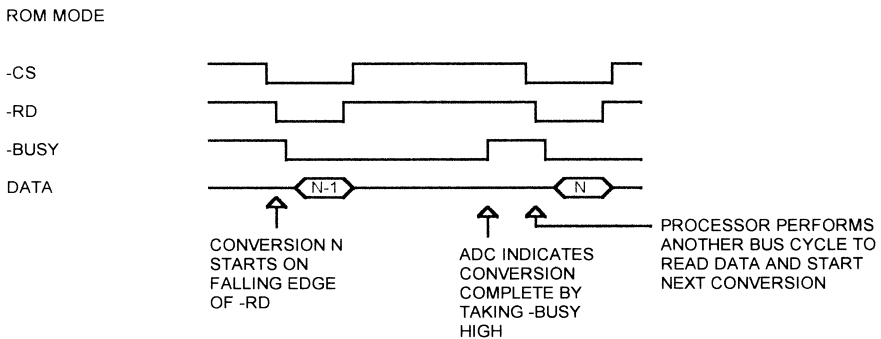 ROM MODE
-CS
-RD
-BUSY
DATA
N-1
N
CONVERSION N
STARTS ON
FALLING EDGE
OF -RD
ADC INDICATES
CONVERSION
COMPLETE BY
TAKING -BUSY
HIGH
PROCESSOR PERFORMS
ANOTHER BUS CYCLE TO
READ DATA AND START
NEXT CONVERSION